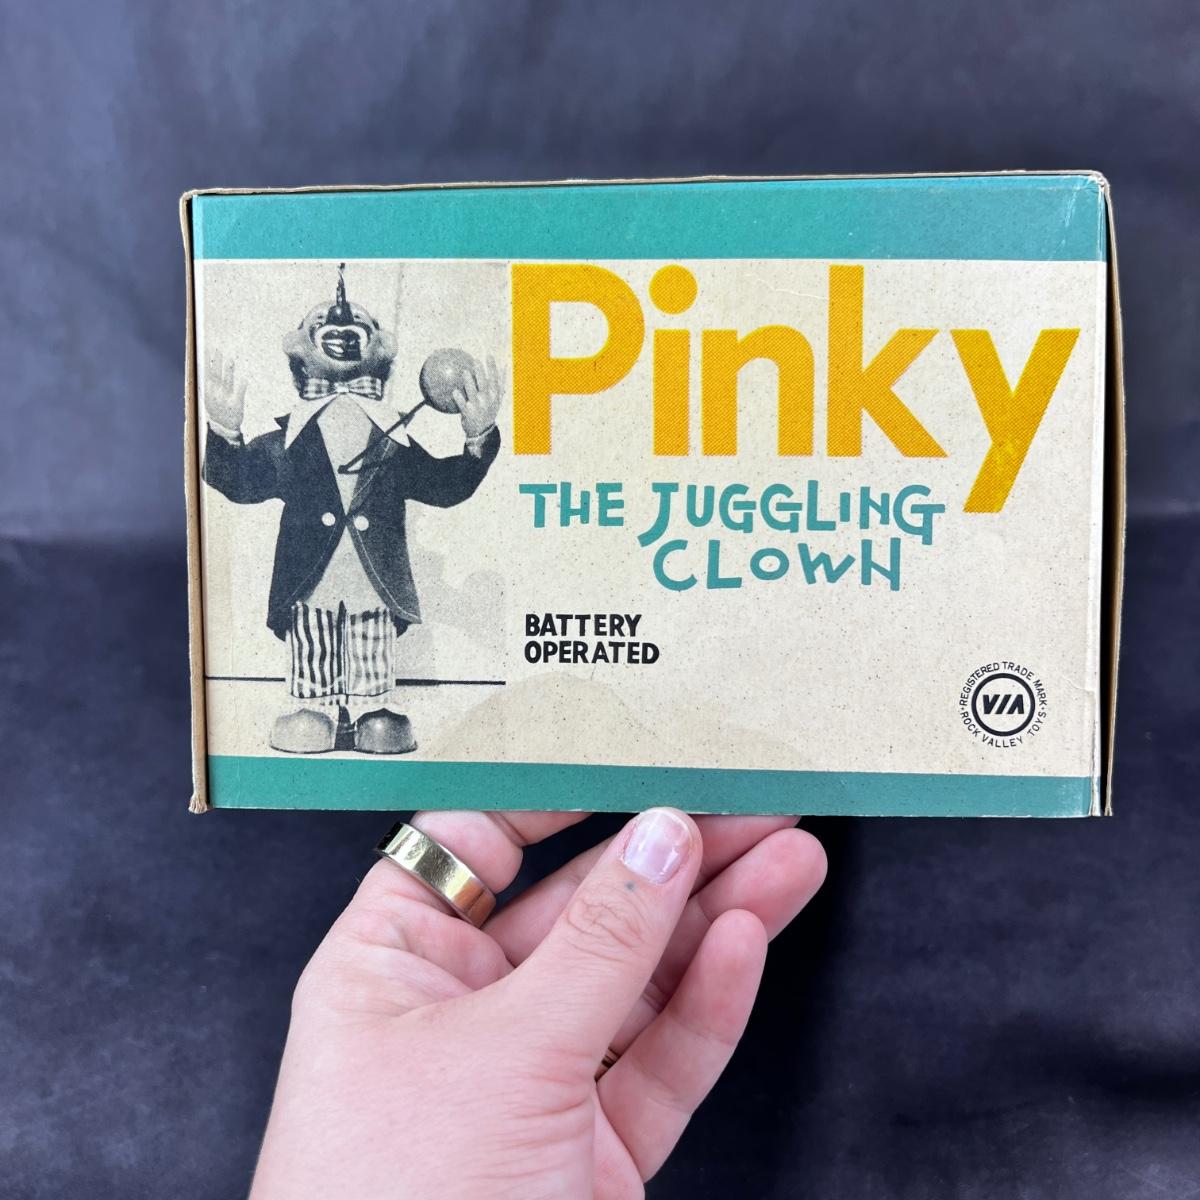 Pinky
THE JUGGLING
CLOWN
BATTERY
OPERATED
REGISTERED TRADE MARK
VIA
ROCK VALLEY TOYS